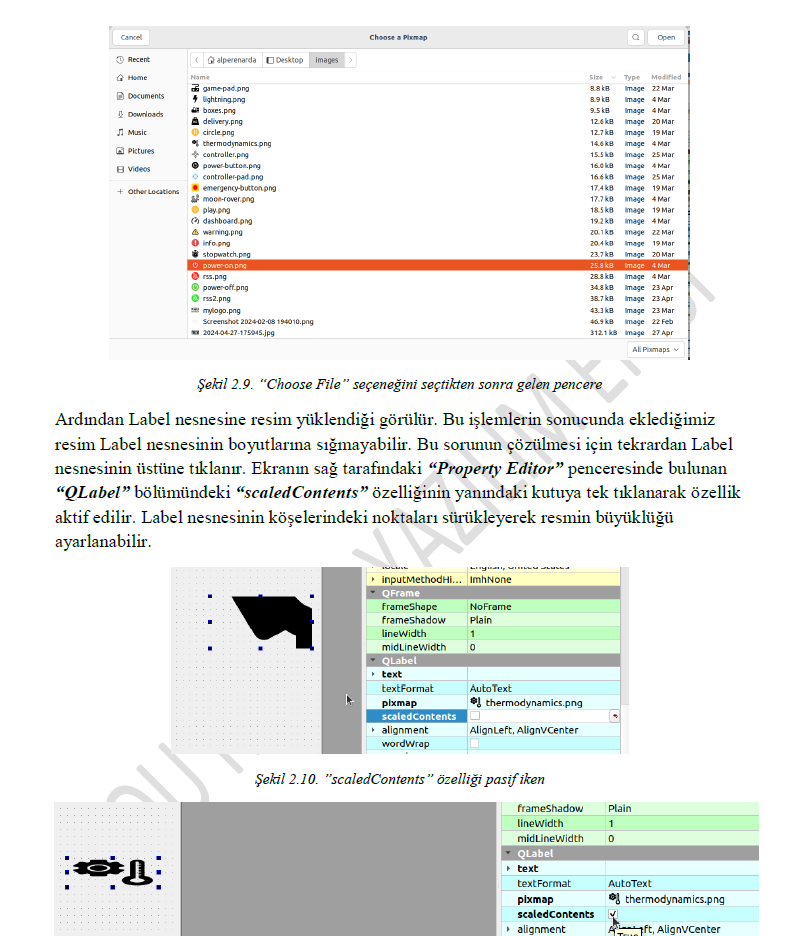 Cancel
Choose a Pixmap
Open
Recent
Home
Documents
Downloads
Music
Pictures
Videos
Other Locations
alperenarda Desktop images
Name Size Type Modified
game-pad.png 8.8 kB Image 22 Mar
lightning.png 8.9 kB Image 4 Mar
boxes.png 9.5 kB Image 4 Mar
delivery.png 12.6 kB Image 20 Mar
circle.png 12.7 kB Image 19 Mar
thermodynamics.png 14.6 kB Image 4 Mar
controller.png 15.5 kB Image 25 Mar
power-button.png 16.0 kB Image 4 Mar
controller-pad.png 16.6 kB Image 25 Mar
emergency-button.png 17.4 kB Image 19 Mar
moon-rover.png 17.7 kB Image 4 Mar
play.png 18.5 kB Image 19 Mar
dashboard.png 19.2 kB Image 4 Mar
warning.png 20.1 kB Image 22 Mar
info.png 20.4 kB Image 19 Mar
stopwatch.png 23.7 kB Image 20 Mar
power-on.png 25.8 kB Image 4 Mar
rss.png 28.8 kB Image 4 Mar
power-off.png 34.8 kB Image 23 Apr
rss2.png 38.7 kB Image 23 Apr
mylogo.png 43.3 kB Image 23 Mar
Screenshot 2024-02-08 194010.png 46.9 kB Image 22 Feb
2024-04-27-175945.jpg 312.1 kB Image 27 Apr
All Pixmaps
Şekil 2.9. “Choose File” seçeneğini seçtikten sonra gelen pencere
Ardından Label nesnesine resim yüklendiği görülür. Bu işlemlerin sonucunda eklediğimiz
resim Label nesnesinin boyutlarına sığmayabilir. Bu sorunun çözülmesi için tekrardan Label
nesnesinin üstüne tıklanır. Ekranın sağ tarafındaki “Property Editor” penceresinde bulunan
“QLabel” bölümündeki “scaledContents” özelliğinin yanındaki kutuya tek tıklanarak özellik
aktif edilir. Label nesnesinin köşelerindeki noktaları sürükleyerek resmin büyüklüğü
ayarlanabilir.
locale English, United States
inputMethodHi... ImhNone
QFrame
frameShape NoFrame
frameShadow Plain
lineWidth 1
midLineWidth 0
QLabel
text
textFormat AutoText
pixmap thermodynamics.png
scaledContents
alignment AlignLeft, AlignVCenter
wordWrap
Şekil 2.10. ”scaledContents” özelliği pasif iken
frameShadow Plain
lineWidth 1
midLineWidth 0
QLabel
text
textFormat AutoText
pixmap thermodynamics.png
scaledContents
alignment AlignLeft, AlignVCenter
True
YAZILIM